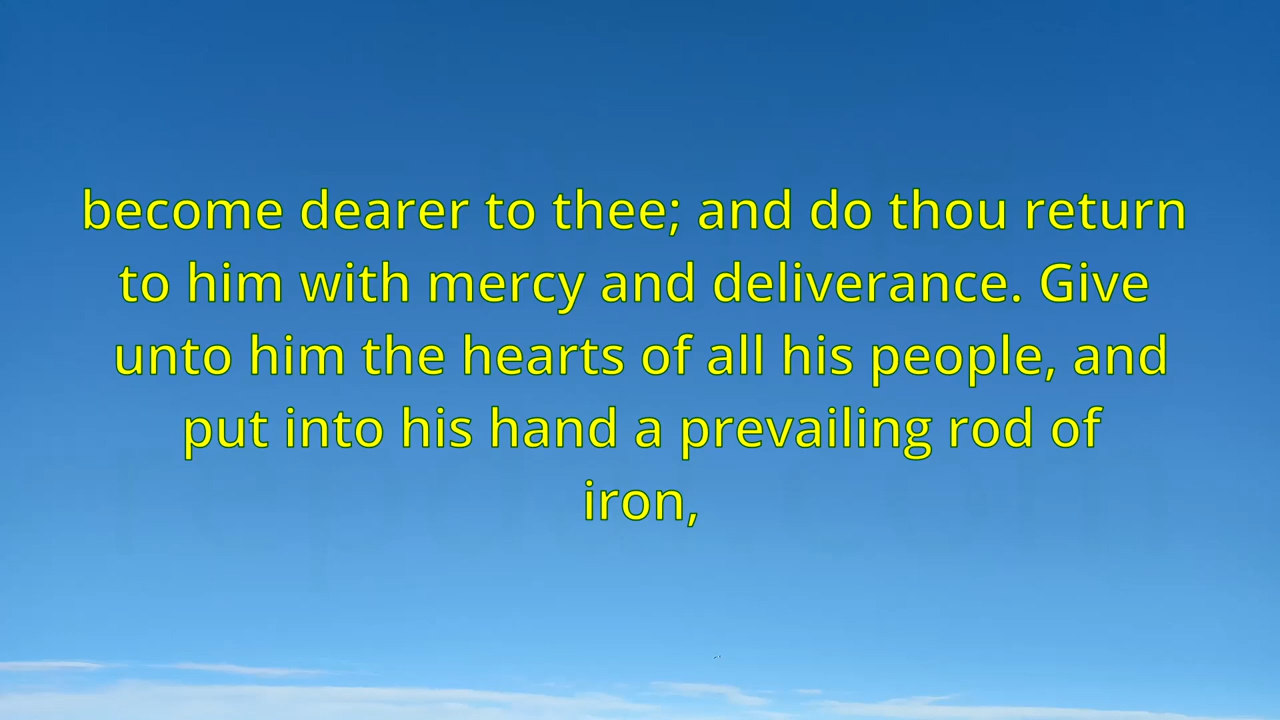 become dearer to thee; and do thou return
to him with mercy and deliverance. Give
unto him the hearts of all his people, and
put into his hand a prevailing rod of
iron,